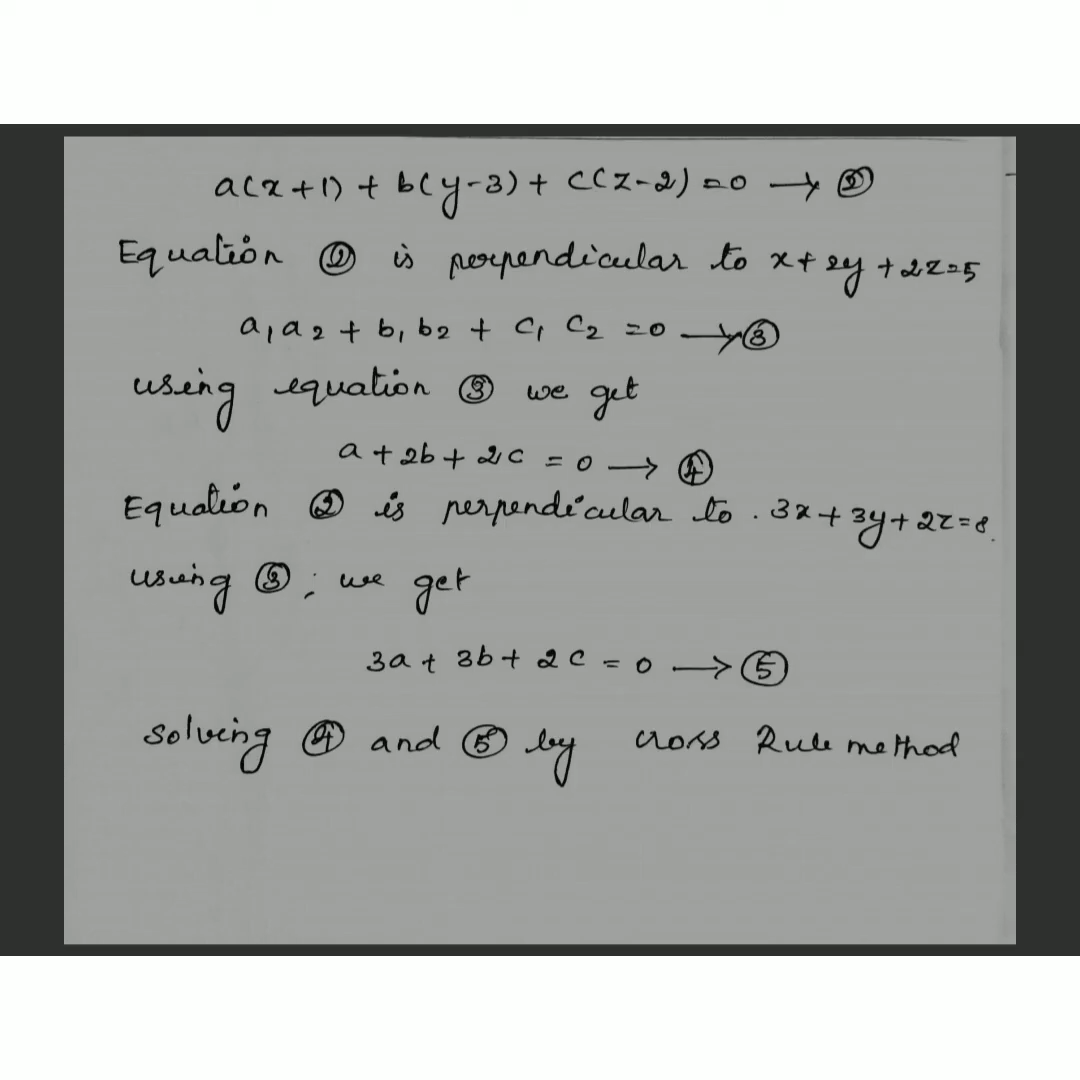 a(x+1) + b(y-3) + c(z-2) = 0 → ②
Equation ② is perpendicular to x+2y+2z=5
a₁a₂ + b₁b₂ + c₁c₂ = 0 → ③
using equation ③ we get
a + 2b + 2c = 0 → ④
Equation ② is perpendicular to . 3x+3y+2z=8.
using ③; we get
3a + 3b + 2c = 0 → ⑤
solving ④ and ⑤ by cross Rule method